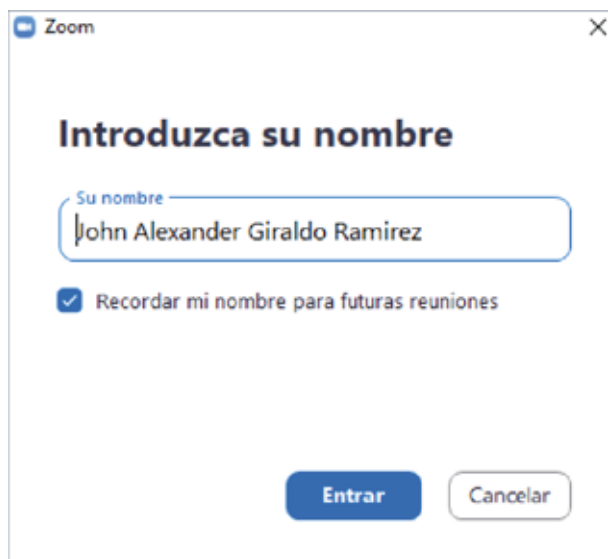 Zoom
Introduzca su nombre
Su nombre
John Alexander Giraldo Ramirez
Recordar mi nombre para futuras reuniones
Entrar Cancelar